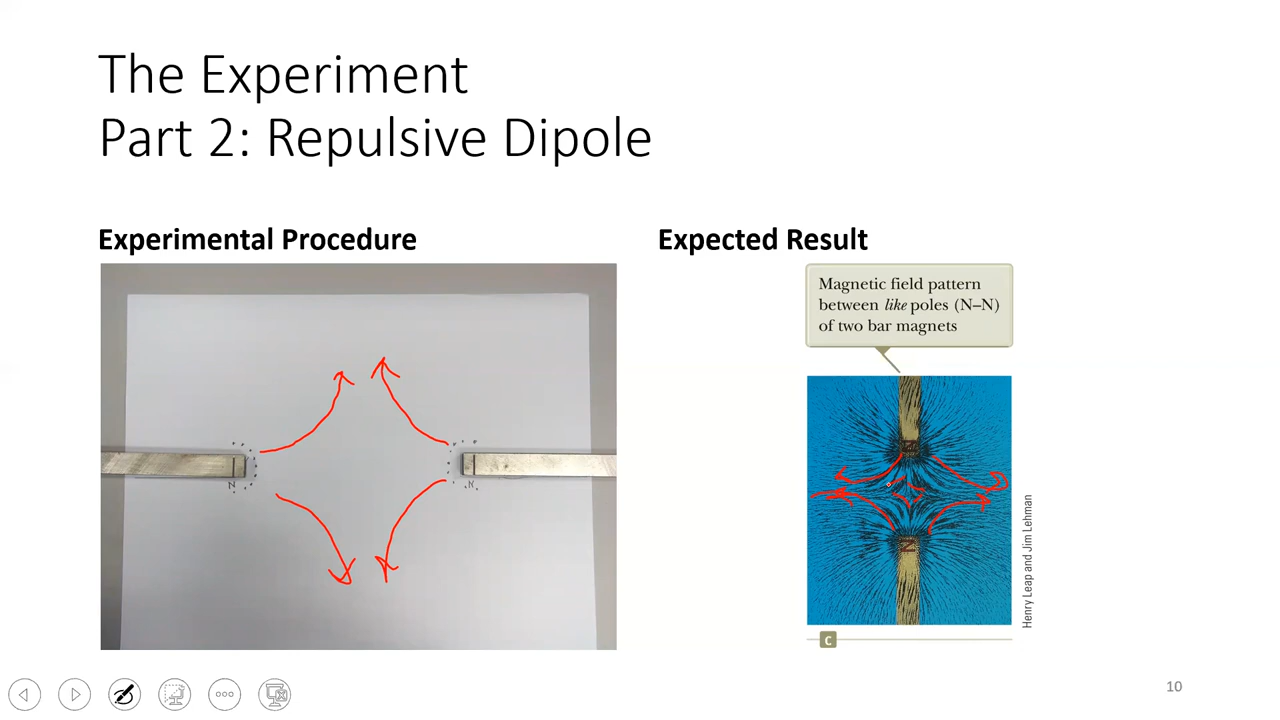 The Experiment
Part 2: Repulsive Dipole
Experimental Procedure
N
N
Expected Result
Magnetic field pattern
between like poles (N–N)
of two bar magnets
N
Henry Leap and Jim Lehman
C
10